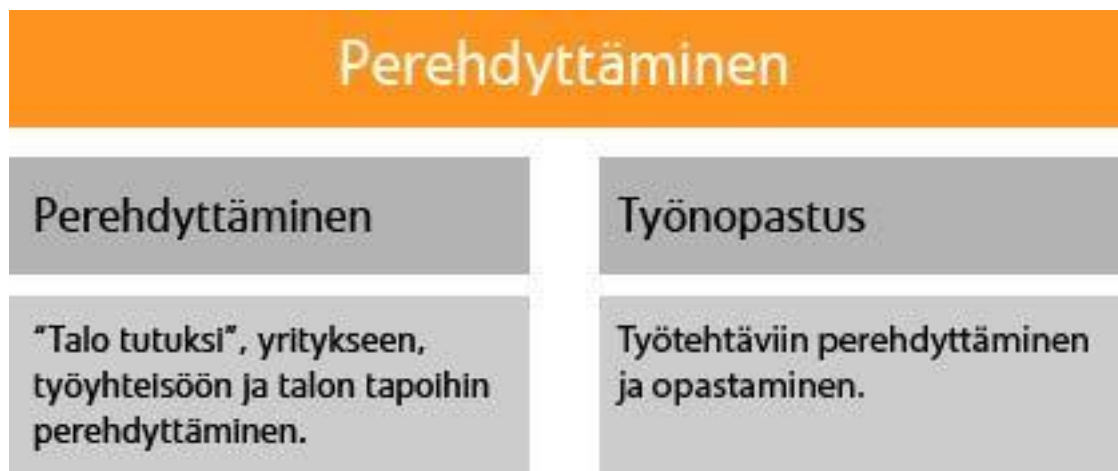 Perehdyttäminen
Perehdyttäminen
"Talo tutuksi", yritykseen,
työyhteisöön ja talon tapoihin
perehdyttäminen.
Työnopastus
Työtehtäviin perehdyttäminen
ja opastaminen.